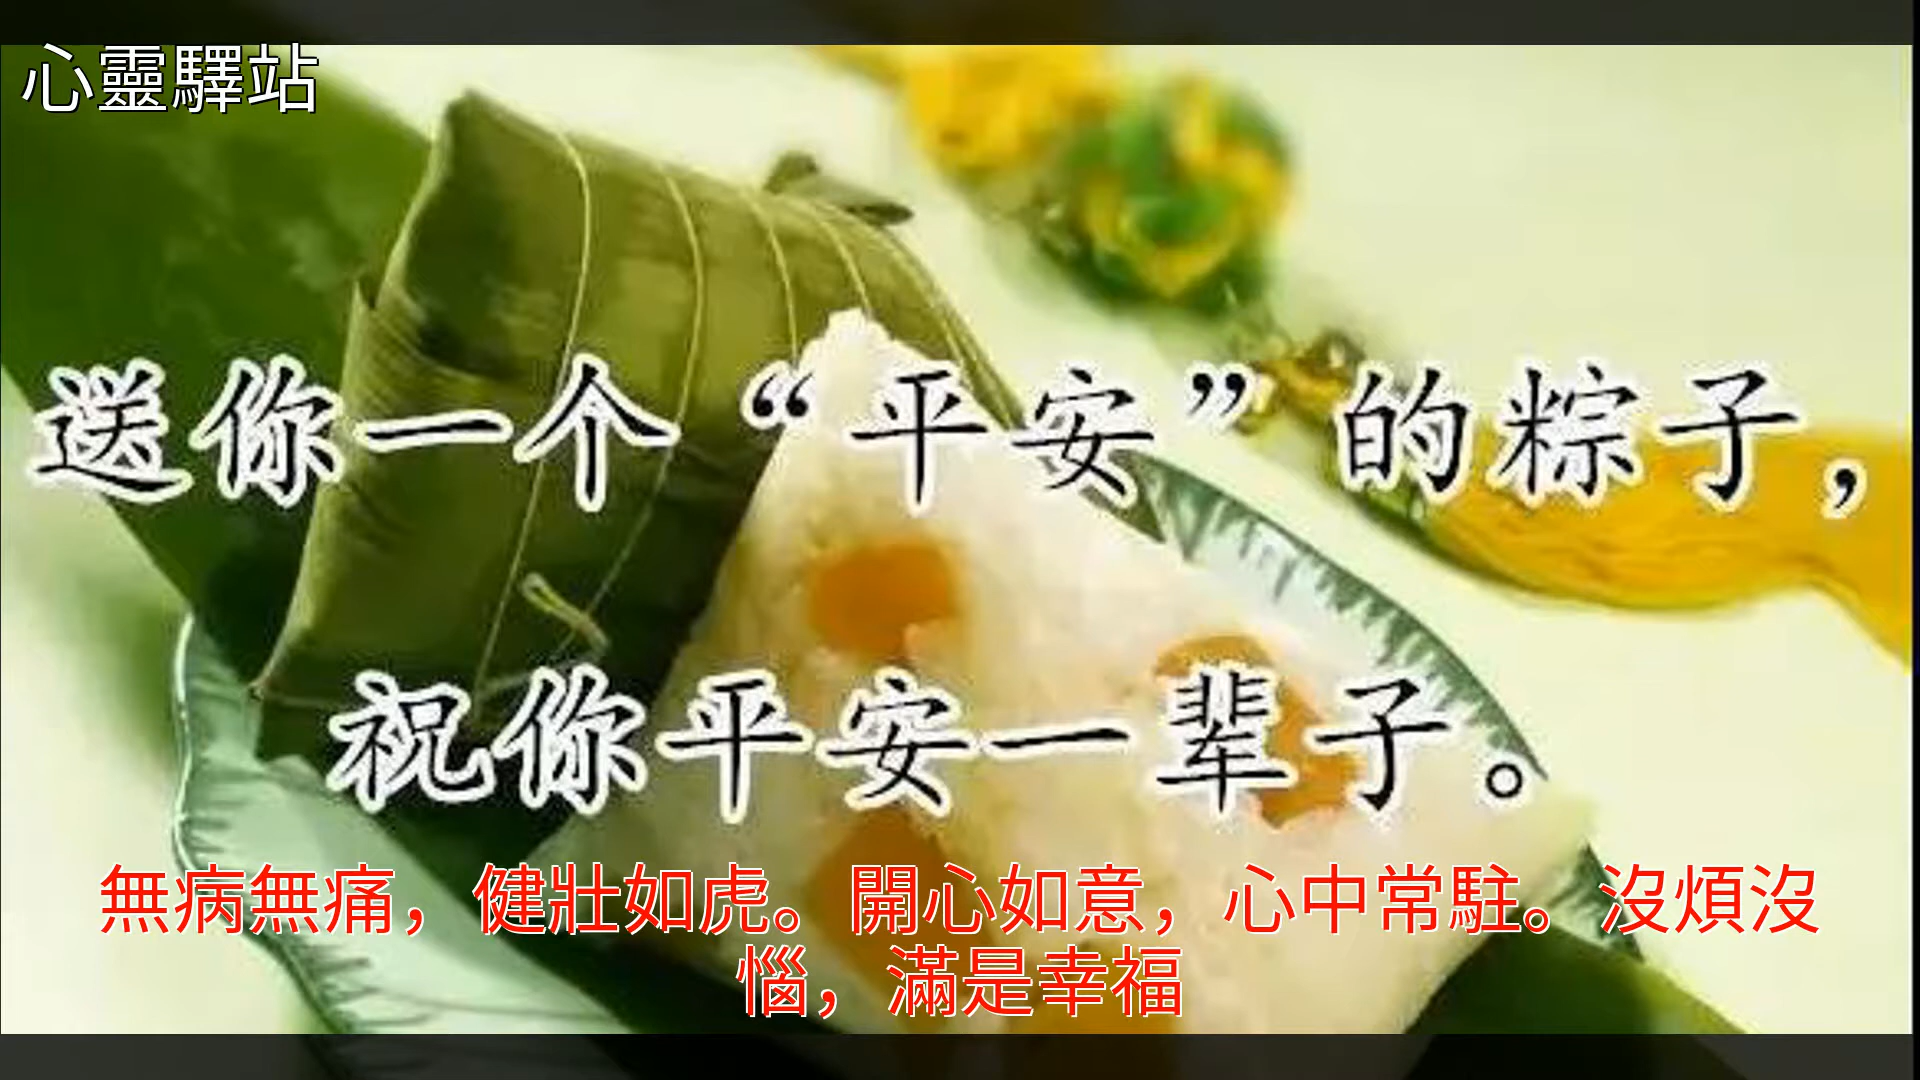 心靈驛站
送你一个“平安”的粽子，
祝你平安一辈子。
無病無痛，健壯如虎。開心如意，心中常駐。沒煩沒
惱，滿是幸福